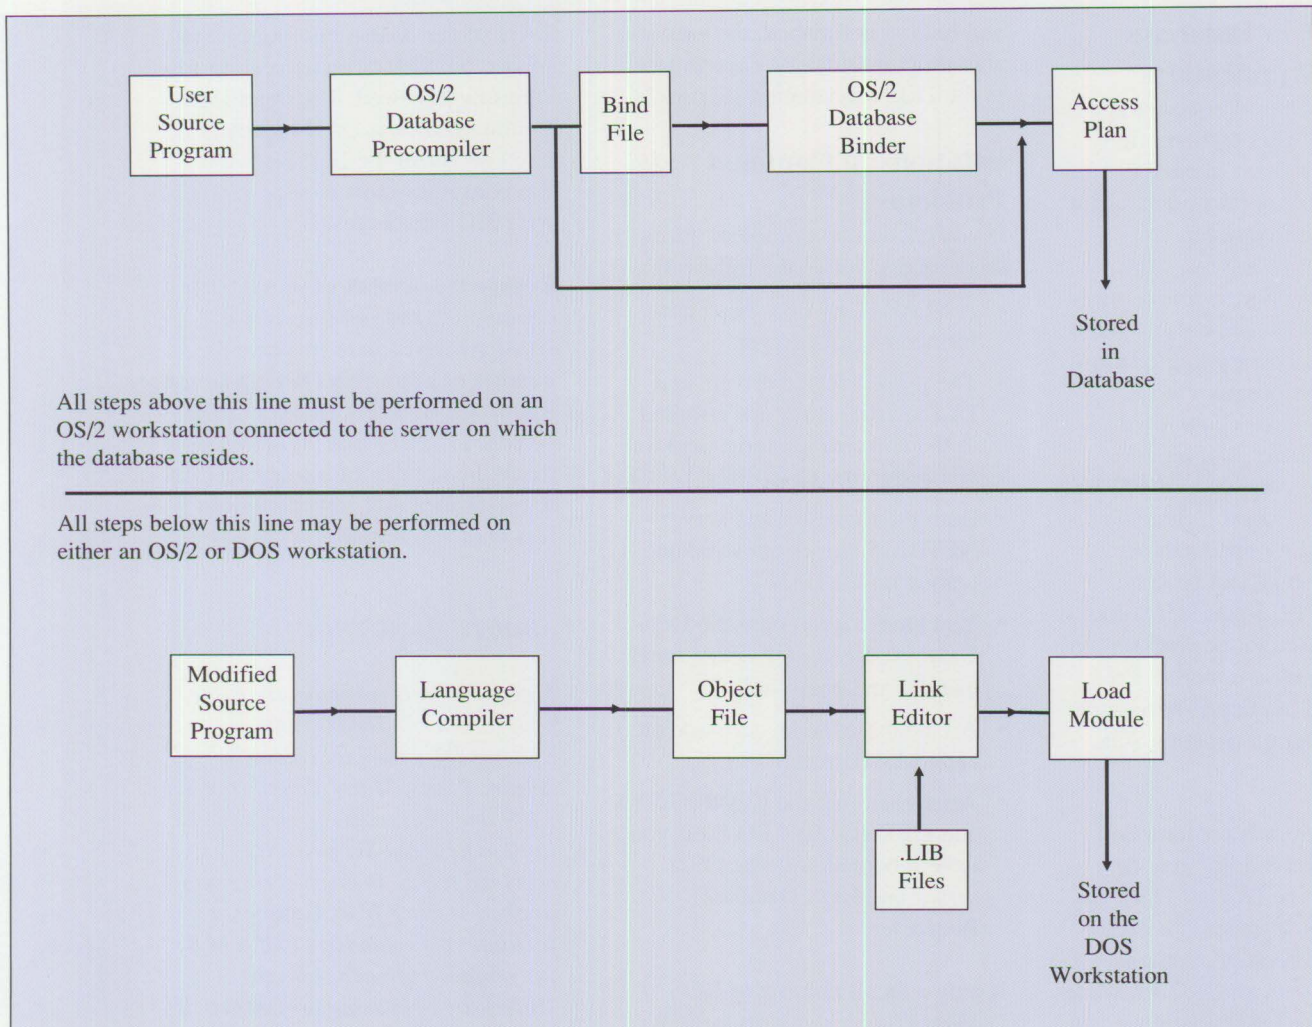 User
Source
Program
OS/2
Database
Precompiler
Bind
File
OS/2
Database
Binder
Access
Plan
Stored
in
Database
All steps above this line must be performed on an
OS/2 workstation connected to the server on which
the database resides.
All steps below this line may be performed on
either an OS/2 or DOS workstation.
Modified
Source
Program
Language
Compiler
Object
File
Link
Editor
Load
Module
.LIB
Files
Stored
on the
DOS
Workstation